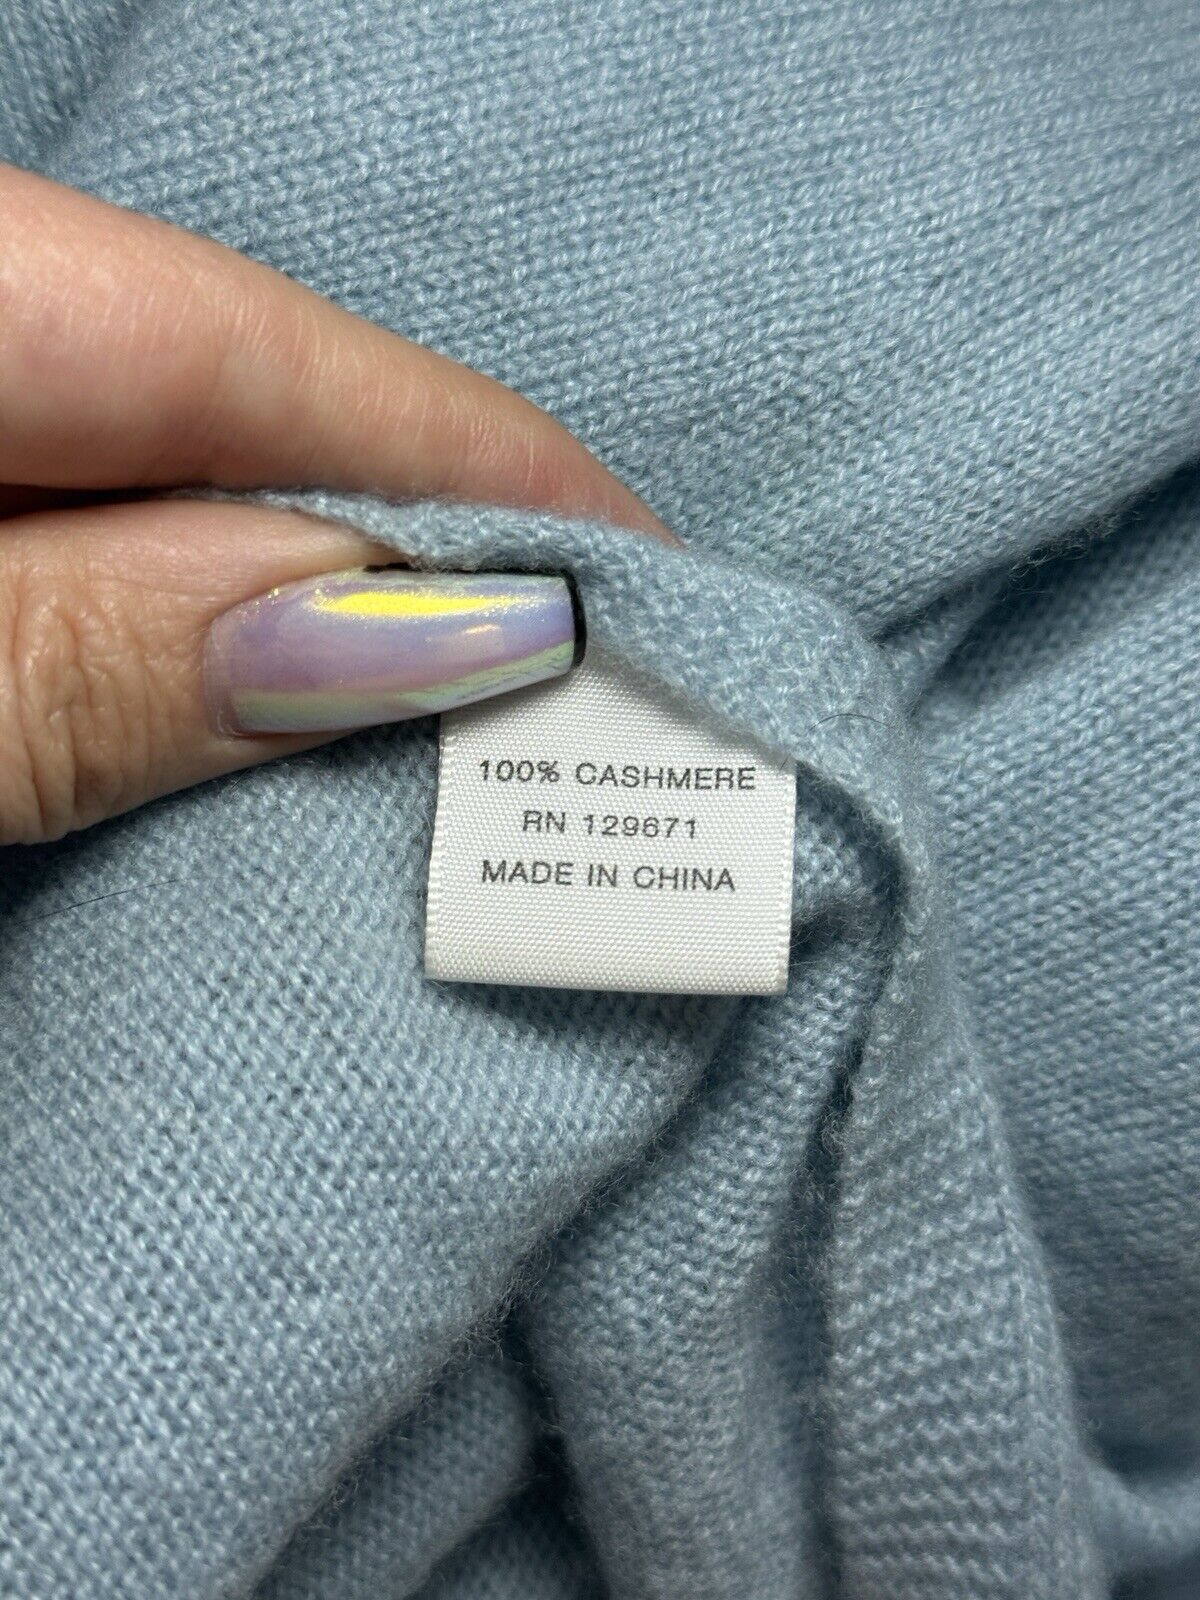 100% CASHMERE
RN 129671
MADE IN CHINA